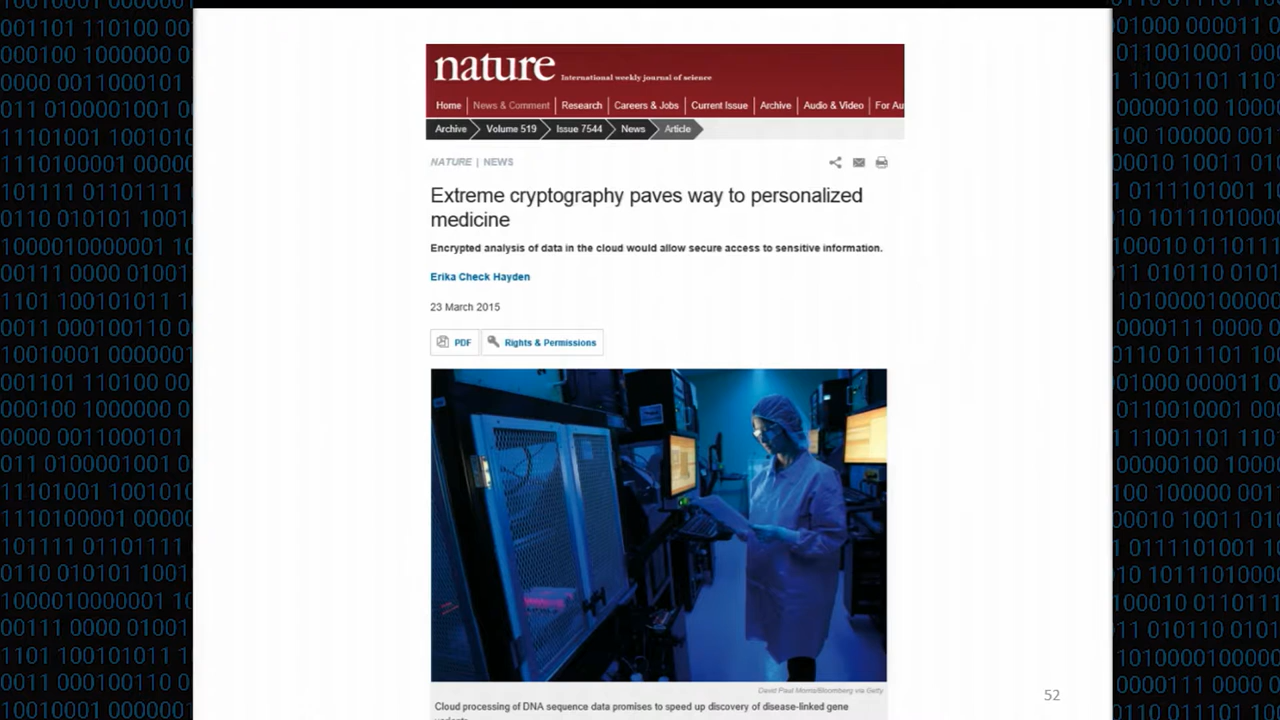 nature International weekly journal of science
Home News & Comment Research Careers & Jobs Current Issue Archive Audio & Video For Au
Archive Volume 519 Issue 7544 News Article
NATURE | NEWS
Extreme cryptography paves way to personalized
medicine
Encrypted analysis of data in the cloud would allow secure access to sensitive information.
Erika Check Hayden
23 March 2015
PDF Rights & Permissions
David Paul Morris/Bloomberg via Getty
Cloud processing of DNA sequence data promises to speed up discovery of disease-linked gene
52